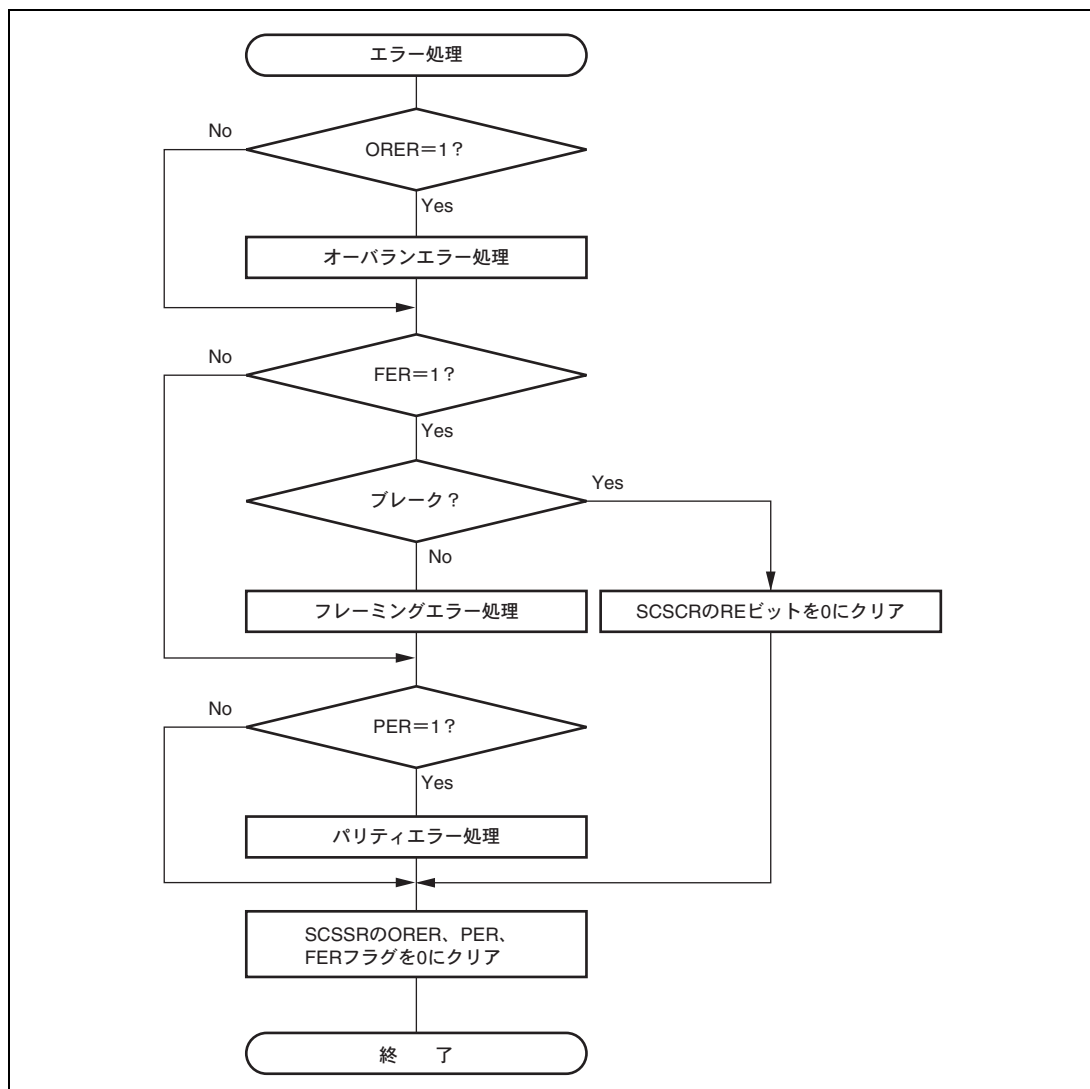 エラー処理
No
ORER=1?
Yes
オーバランエラー処理
No
FER=1?
Yes
ブレーク?
Yes
No
フレーミングエラー処理
SCSCRのREビットを0にクリア
No
PER=1?
Yes
パリティエラー処理
SCSSRのORER、PER、
FERフラグを0にクリア
終 了